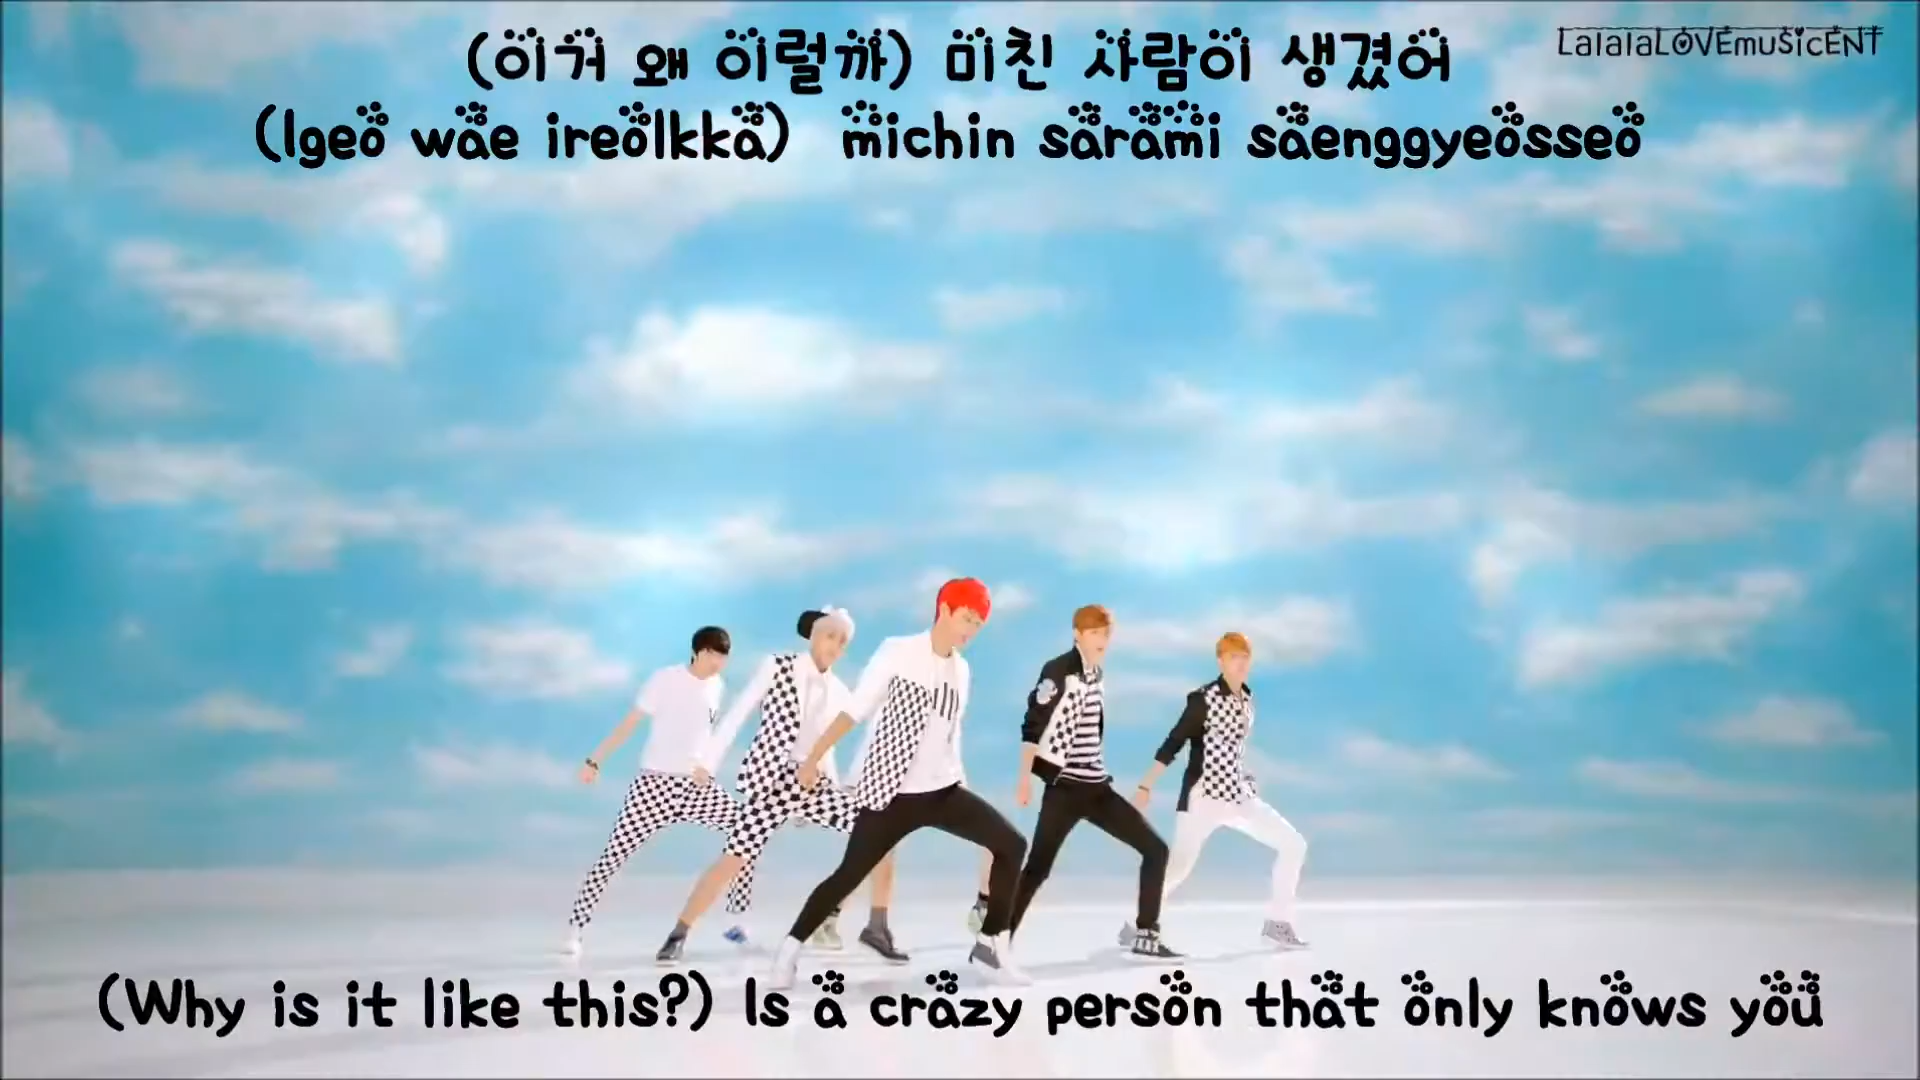 (이거 왜 이럴까) 미친 사람이 생겼어
LalalaLOVEmusicENT
(Igeo wae ireolkka) michin sarami saenggyeosseo
(Why is it like this?) Is a crazy person that only knows you